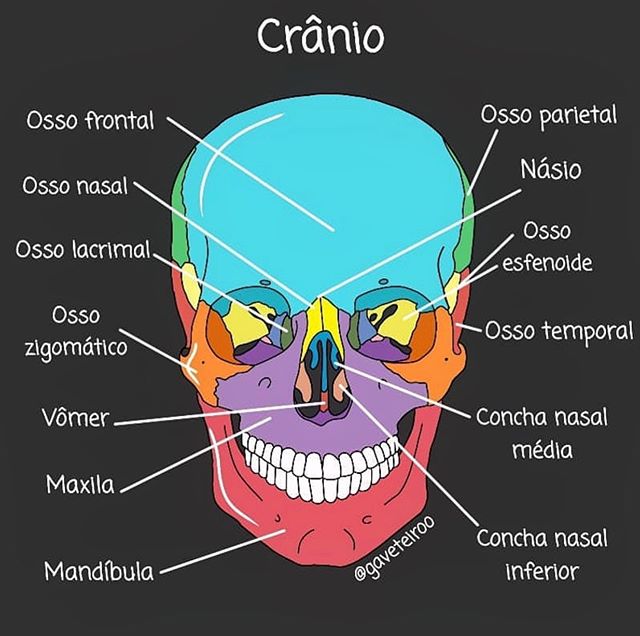 Crânio
Osso frontal
Osso nasal
Osso lacrimal
Osso
zigomático
Vômer
Maxila
Mandíbula
Osso parietal
Násio
Osso
esfenoide
Osso temporal
Concha nasal
média
Concha nasal
inferior
@gaveteiroo